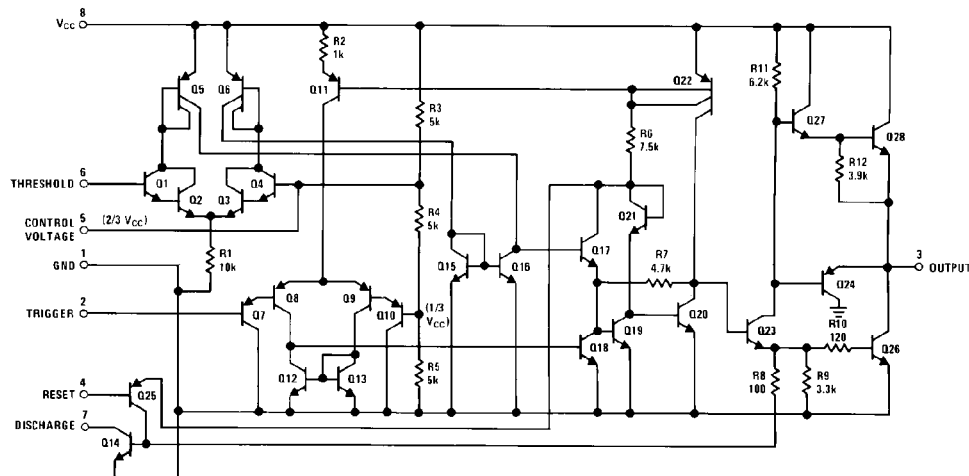 8
VCC
R2
1k
R11
6.2k
Q5
Q6
Q11
Q22
R3
5k
Q27
Q28
R6
7.5k
R12
3.9k
6
THRESHOLD
Q1
Q2
Q3
Q4
R4
5k
5
CONTROL
VOLTAGE
(2/3 VCC)
Q21
3
OUTPUT
1
GND
R1
10k
Q15
Q16
Q17
R7
4.7k
Q24
2
TRIGGER
Q7
Q8
Q9
Q10
(1/3
VCC)
Q18
Q19
Q20
Q23
R10
120
Q26
Q12
Q13
R5
5k
R8
100
R9
3.3k
4
RESET
Q25
7
DISCHARGE
Q14